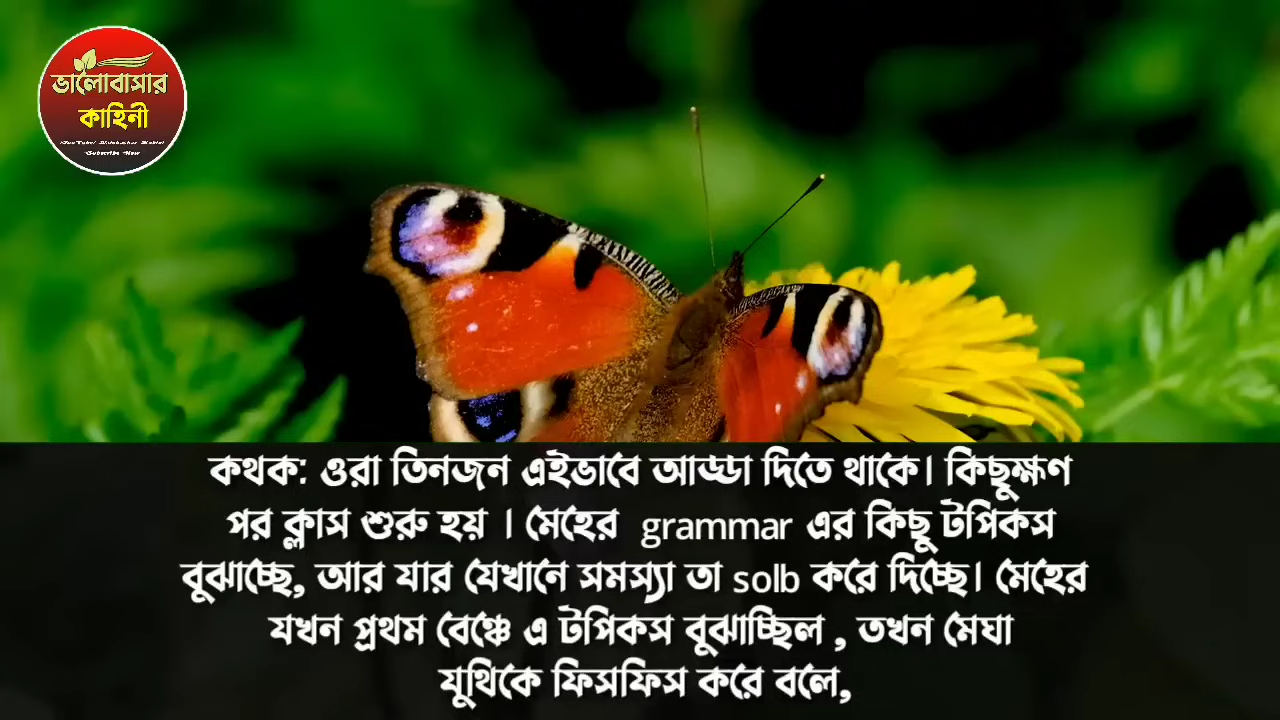 ভালোবাসার
কাহিনী
কথক: ওরা তিনজন এইভাবে আড্ডা দিতে থাকে। কিছুক্ষণ
পর ক্লাস শুরু হয় । মেহের grammar এর কিছু টপিকস
বুঝাচ্ছে, আর যার যেখানে সমস্যা তা solb করে দিচ্ছে। মেহের
যখন প্রথম বেঞ্চে এ টপিকস বুঝাচ্ছিল , তখন মেঘা
যুথিকে ফিসফিস করে বলে,